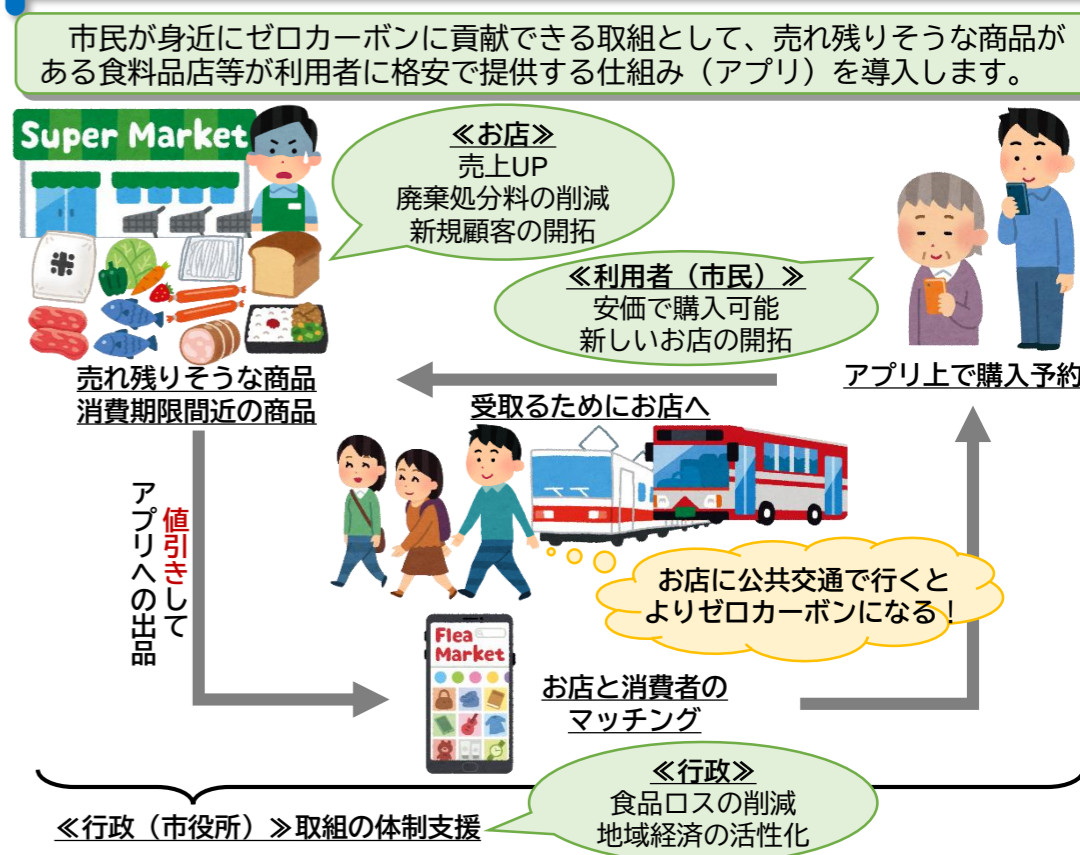 市民が身近にゼロカーボンに貢献できる取組として、売れ残りそうな商品が
ある食料品店等が利用者に格安で提供する仕組み（アプリ）を導入します。
Super Market
≪お店≫
売上UP
廃棄処分料の削減
新規顧客の開拓
米
≪利用者（市民）≫
安価で購入可能
新しいお店の開拓
売れ残りそうな商品
消費期限間近の商品
アプリ上で購入予約
受取るためにお店へ
値引きして
アプリへの出品
お店に公共交通で行くと
よりゼロカーボンになる！
Flea
Market
お店と消費者の
マッチング
≪行政≫
食品ロスの削減
地域経済の活性化
≪行政（市役所）≫取組の体制支援